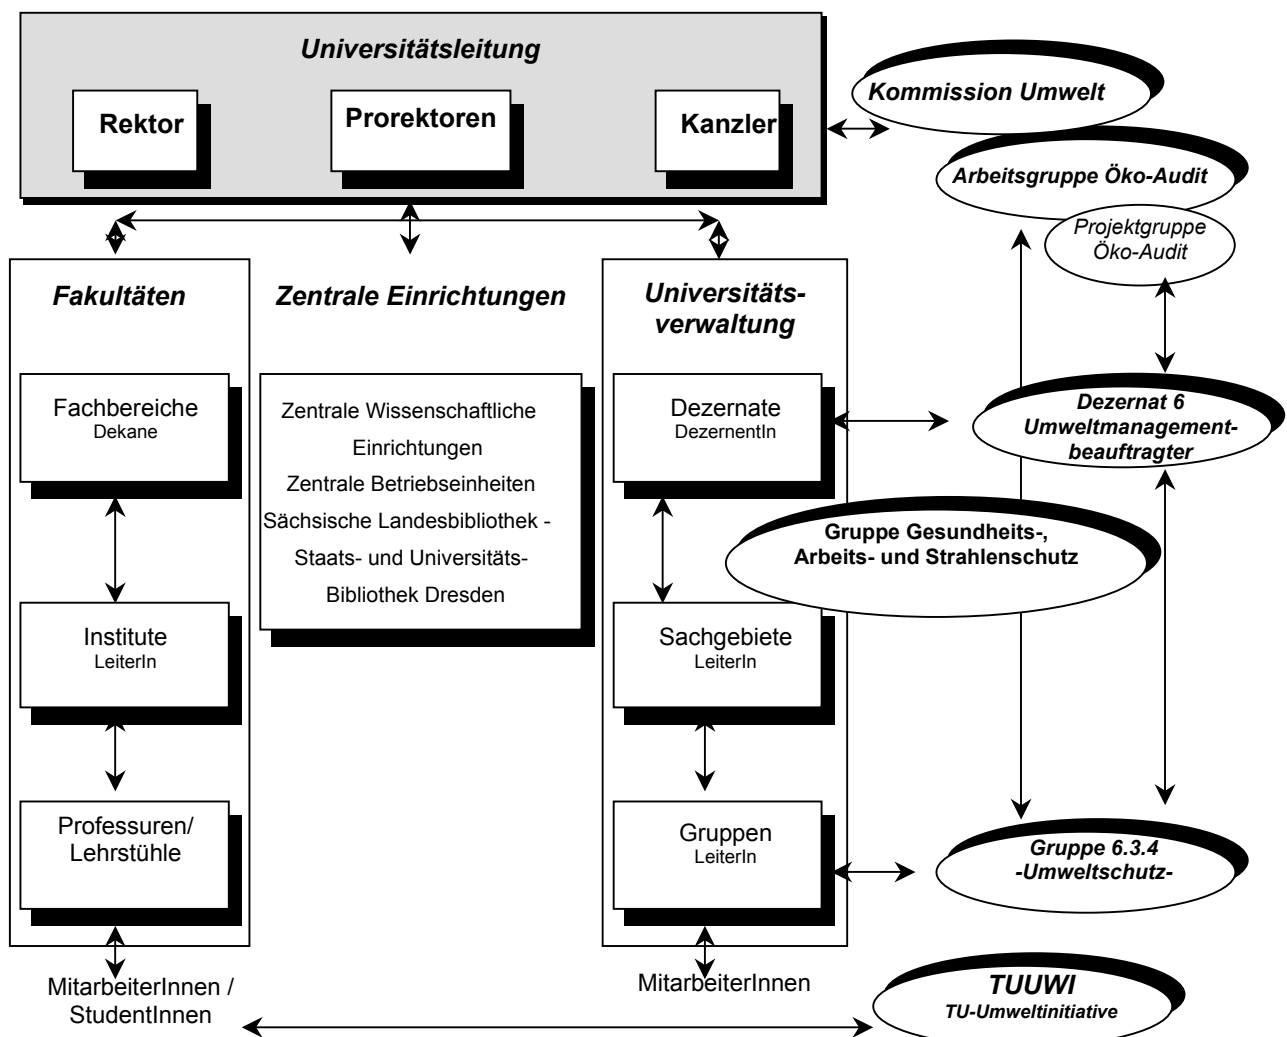 Universitätsleitung
Rektor
Prorektoren
Kanzler
Kommission Umwelt
Arbeitsgruppe Öko-Audit
Projektgruppe
Öko-Audit
Fakultäten
Zentrale Einrichtungen
Universitäts-
verwaltung
Fachbereiche
Dekane
Zentrale Wissenschaftliche
Einrichtungen
Zentrale Betriebseinheiten
Sächsische Landesbibliothek -
Staats- und Universitäts-
Bibliothek Dresden
Dezernate
DezernentIn
Dezernat 6
Umweltmanagement-
beauftragter
Gruppe Gesundheits-,
Arbeits- und Strahlenschutz
Institute
LeiterIn
Sachgebiete
LeiterIn
Professuren/
Lehrstühle
Gruppen
LeiterIn
Gruppe 6.3.4
-Umweltschutz-
MitarbeiterInnen /
StudentInnen
MitarbeiterInnen
TUUWI
TU-Umweltinitiative